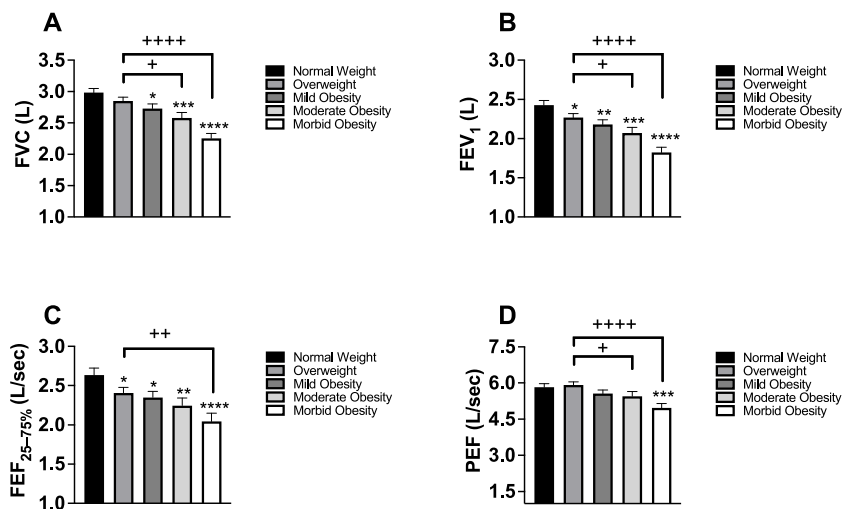 A
++++
+
3.5
3.0
2.5
2.0
1.5
1.0
FVC (L)
*
***
****
Normal Weight
Overweight
Mild Obesity
Moderate Obesity
Morbid Obesity
B
++++
+
3.0
2.5
2.0
1.5
1.0
FEV₁ (L)
*
**
***
****
Normal Weight
Overweight
Mild Obesity
Moderate Obesity
Morbid Obesity
C
++
3.0
2.5
2.0
1.5
1.0
FEF₂₅₋₇₅% (L/sec)
*
*
**
****
Normal Weight
Overweight
Mild Obesity
Moderate Obesity
Morbid Obesity
D
++++
+
7.5
6.0
4.5
3.0
1.5
PEF (L/sec)
***
Normal Weight
Overweight
Mild Obesity
Moderate Obesity
Morbid Obesity